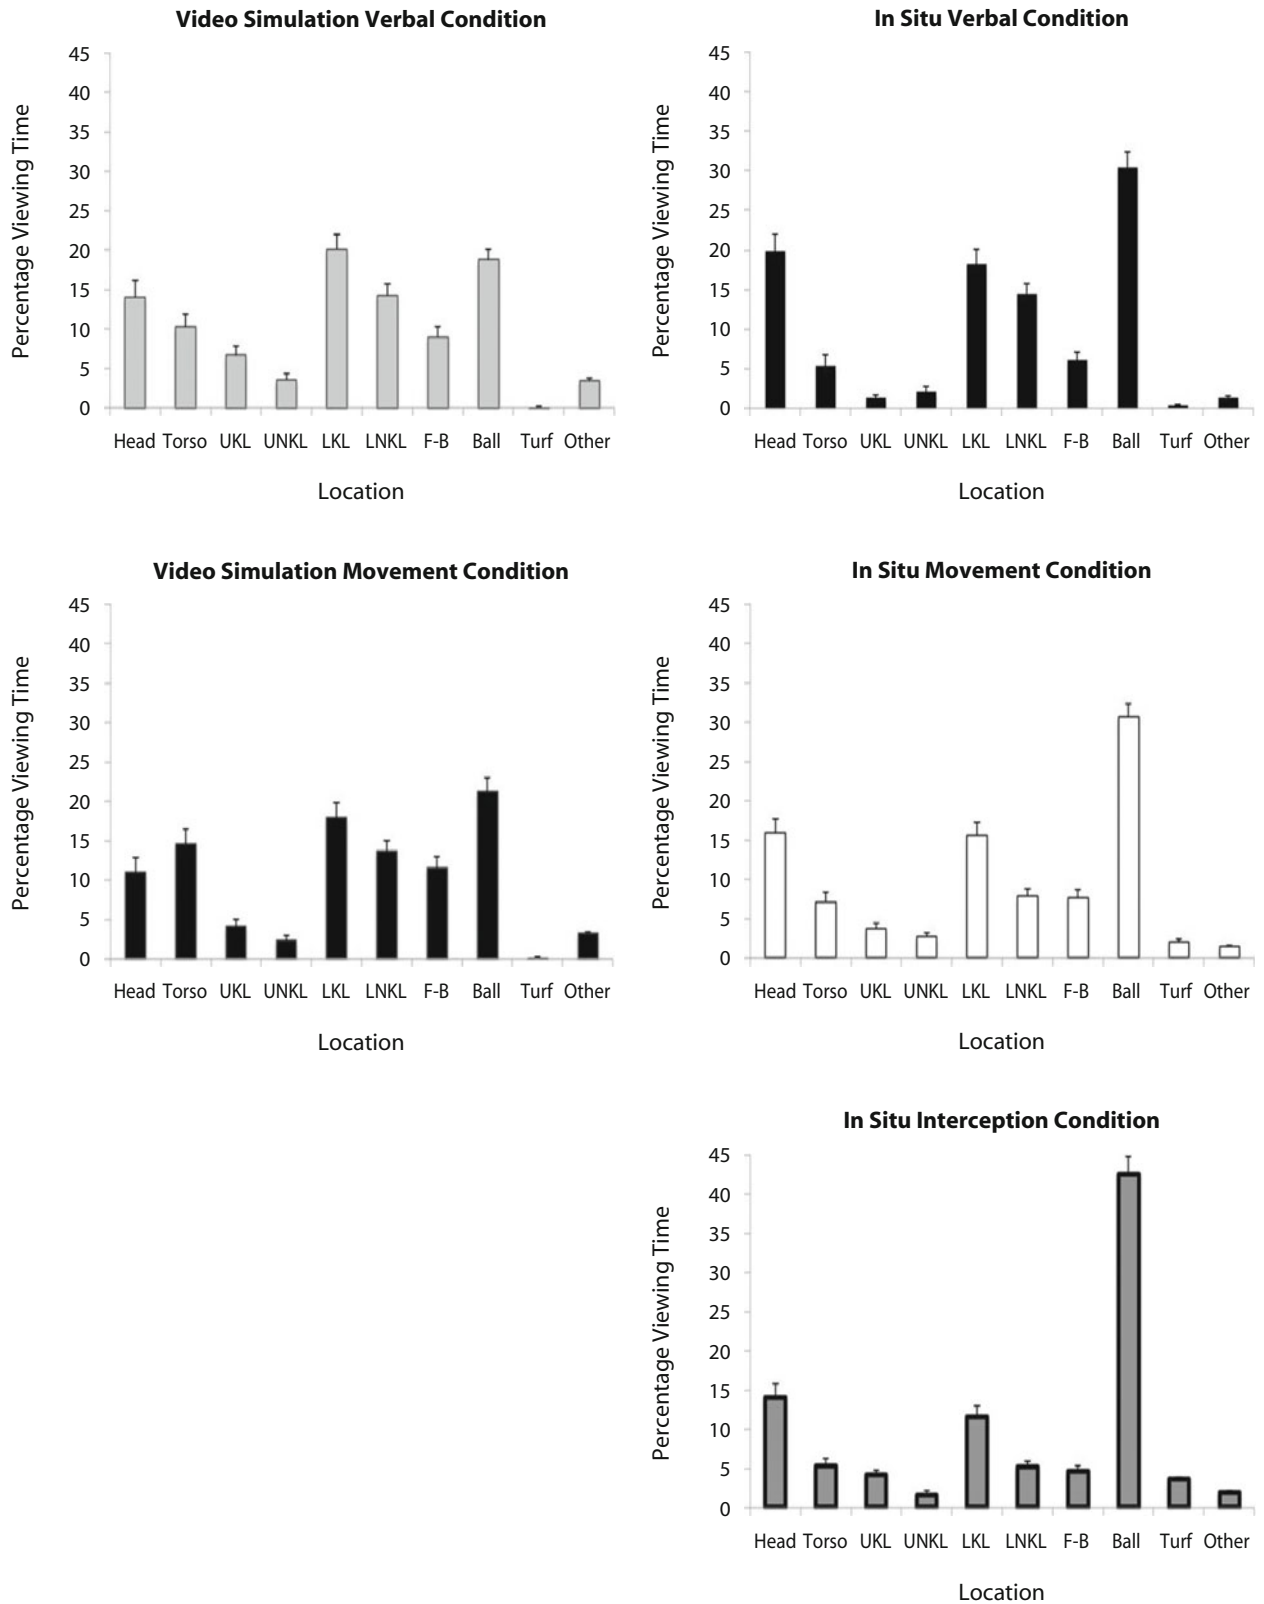 Video Simulation Verbal Condition
45
40
35
30
25
20
15
10
5
0
Percentage Viewing Time
Head Torso UKL UNKL LKL LNKL F-B Ball Turf Other
Location
In Situ Verbal Condition
45
40
35
30
25
20
15
10
5
0
Percentage Viewing Time
Head Torso UKL UNKL LKL LNKL F-B Ball Turf Other
Location
Video Simulation Movement Condition
45
40
35
30
25
20
15
10
5
0
Percentage Viewing Time
Head Torso UKL UNKL LKL LNKL F-B Ball Turf Other
Location
In Situ Movement Condition
45
40
35
30
25
20
15
10
5
0
Percentage Viewing Time
Head Torso UKL UNKL LKL LNKL F-B Ball Turf Other
Location
In Situ Interception Condition
45
40
35
30
25
20
15
10
5
0
Percentage Viewing Time
Head Torso UKL UNKL LKL LNKL F-B Ball Turf Other
Location